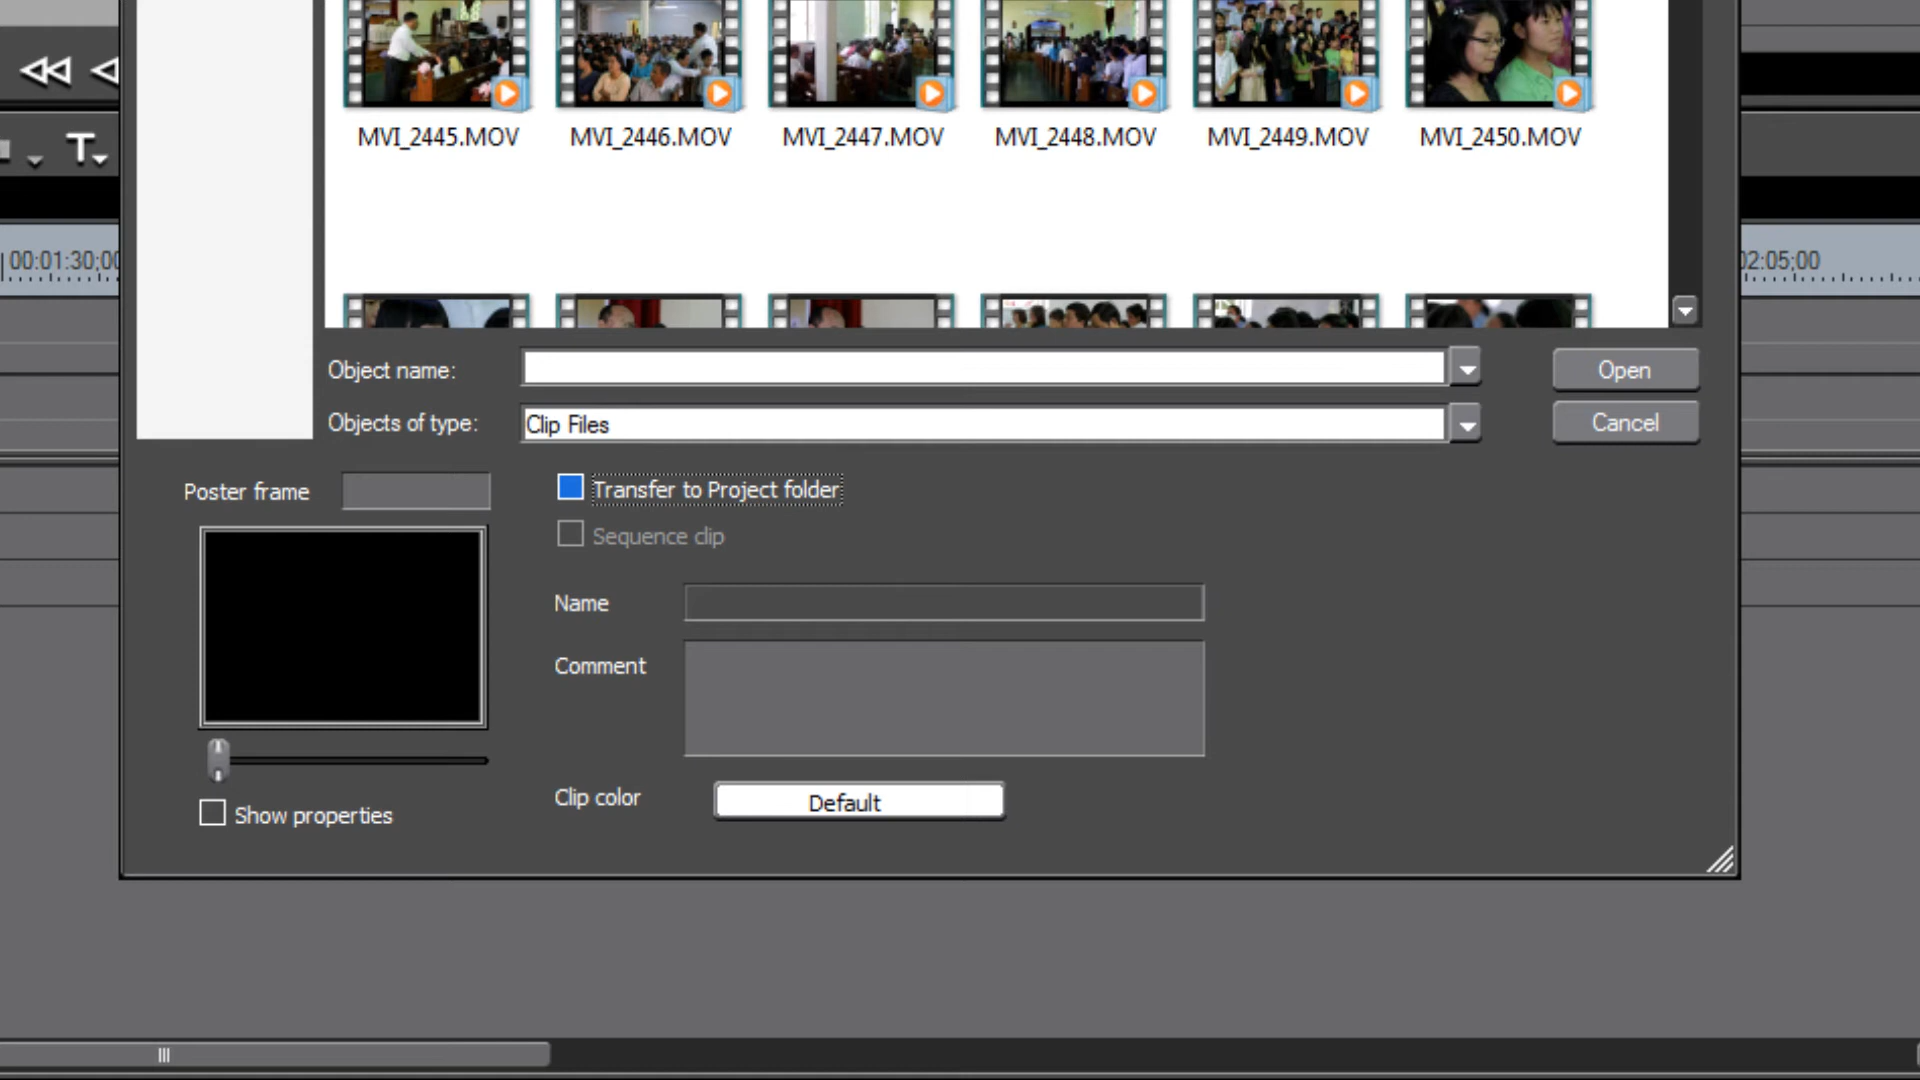 MVI_2445.MOV MVI_2446.MOV MVI_2447.MOV MVI_2448.MOV MVI_2449.MOV MVI_2450.MOV
T
00:01:30;00 02:05;00
Object name: Open
Objects of type: Clip Files Cancel
Poster frame Transfer to Project folder
Sequence clip
Name
Comment
Clip color Default
Show properties